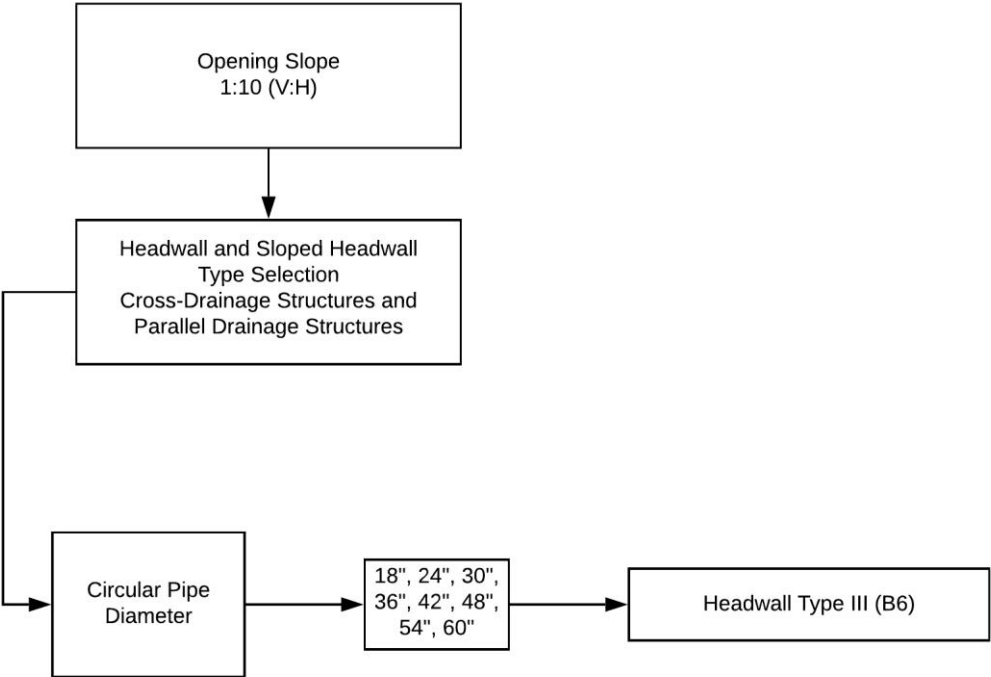 Opening Slope
1:10 (V:H)
Headwall and Sloped Headwall
Type Selection
Cross-Drainage Structures and
Parallel Drainage Structures
Circular Pipe
Diameter
18", 24", 30",
36", 42", 48",
54", 60"
Headwall Type III (B6)